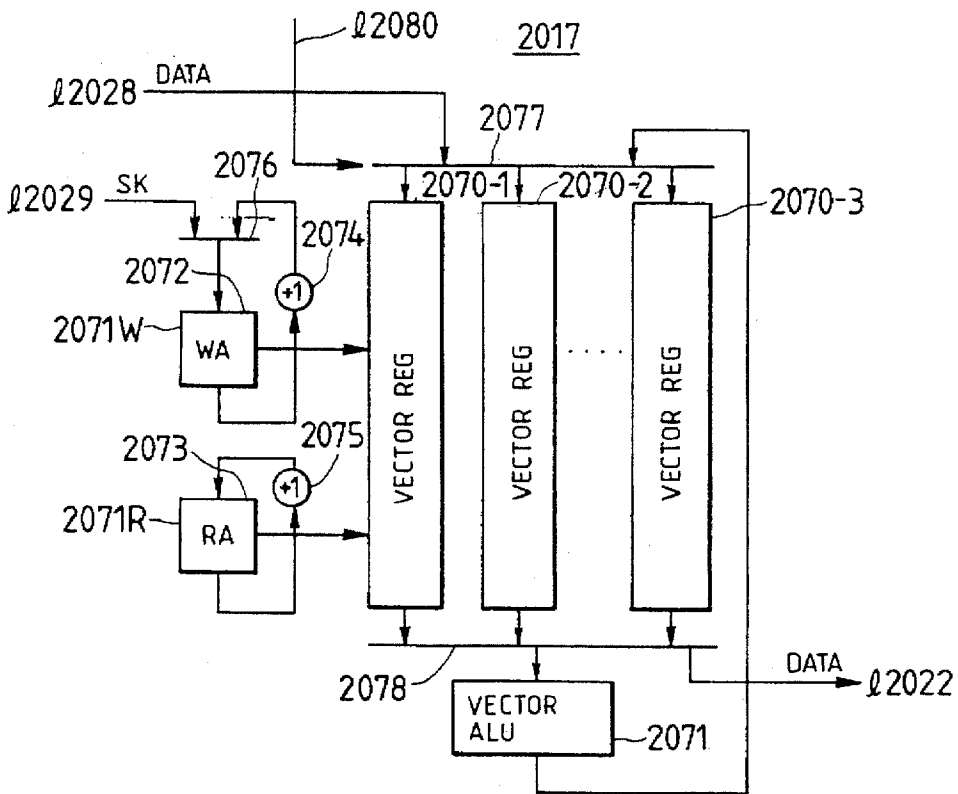 ℓ2080
2017
DATA
ℓ2028
2077
2076
SK
ℓ2029
2070-1
2070-2
2070-3
2074
2072
+1
2071W
WA
VECTOR REG
VECTOR REG
.....
VECTOR REG
2073
2075
+1
2071R
RA
DATA
ℓ2022
2078
VECTOR
ALU
2071